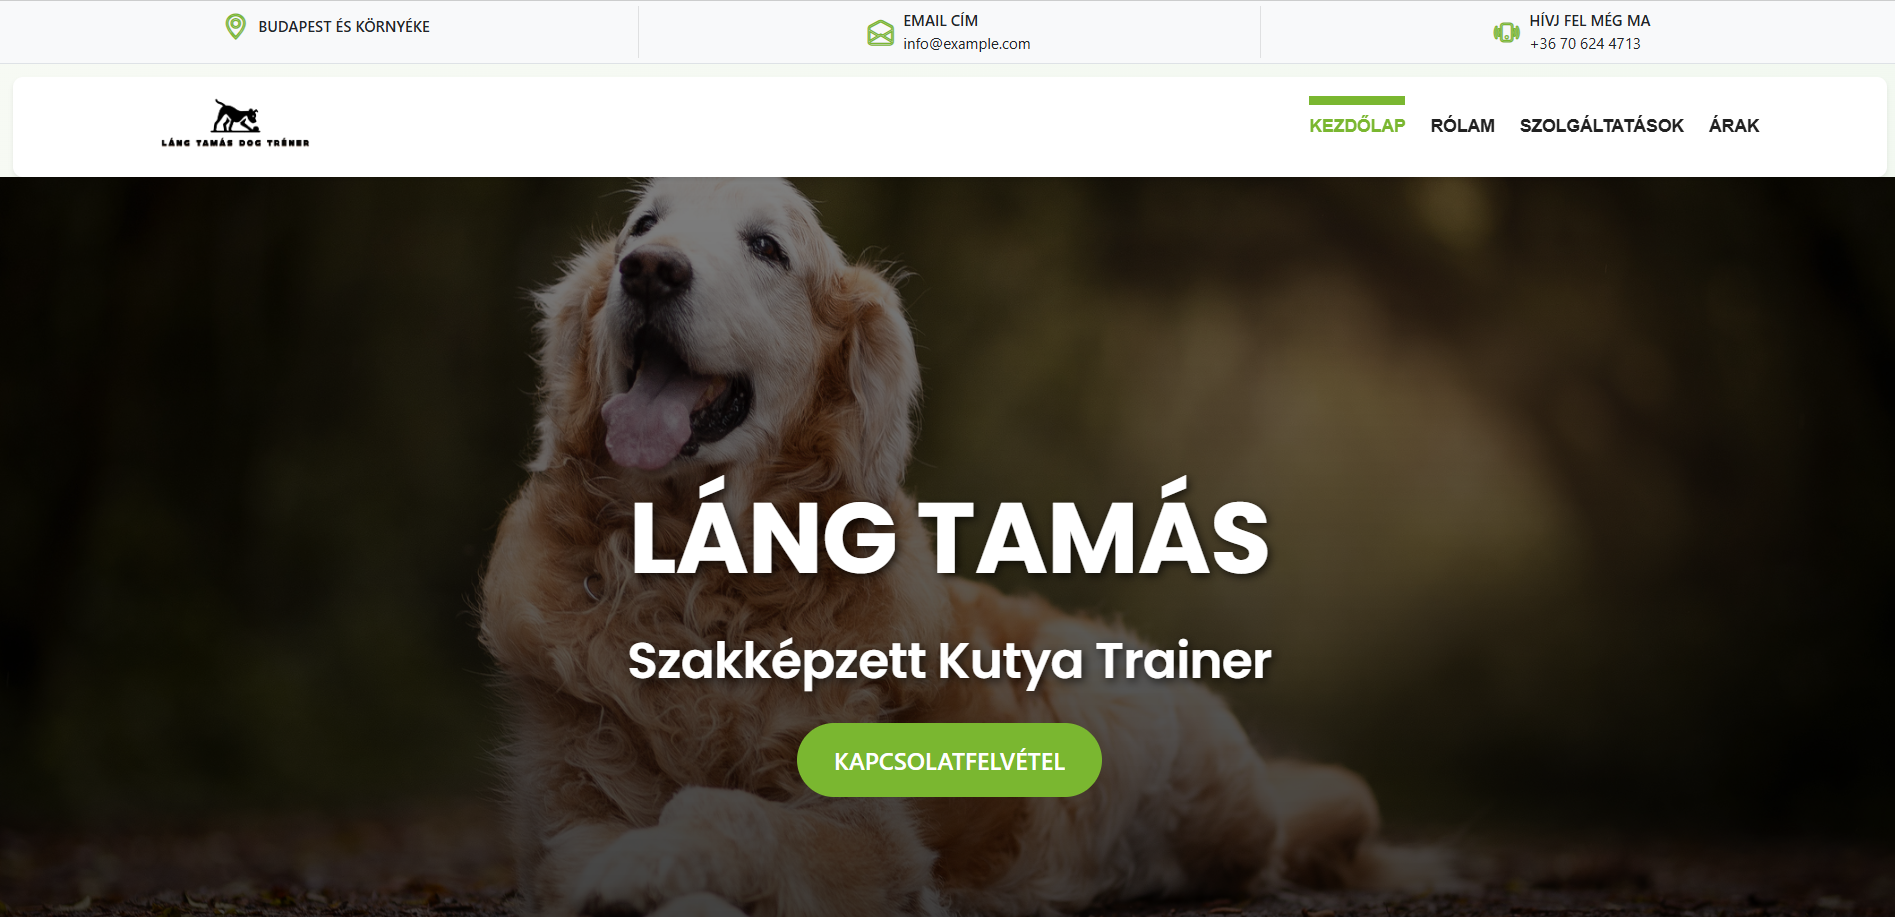 BUDAPEST ÉS KÖRNYÉKE
EMAIL CÍM
info@example.com
HÍVJ FEL MÉG MA
+36 70 624 4713
LÁNG TAMÁS DOG TRÉNER
KEZDŐLAP RÓLAM SZOLGÁLTATÁSOK ÁRAK
LÁNG TAMÁS
Szakképzett Kutya Trainer
KAPCSOLATFELVÉTEL